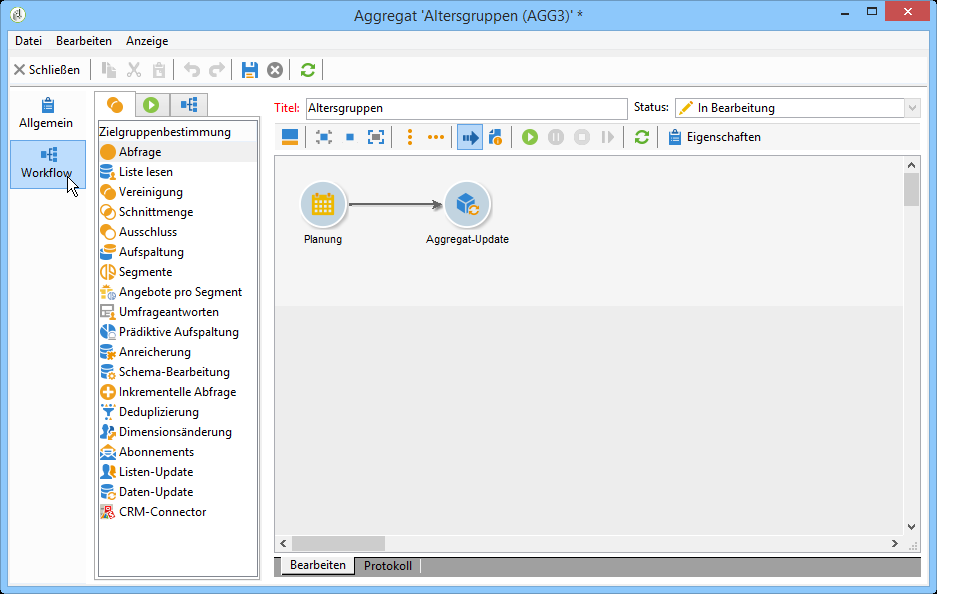 Aggregat 'Altersgruppen (AGG3)' *
Datei Bearbeiten Anzeige
Schließen
Allgemein
Workflow
Zielgruppenbestimmung
Abfrage
Liste lesen
Vereinigung
Schnittmenge
Ausschluss
Aufspaltung
Segmente
Angebote pro Segment
Umfrageantworten
Prädiktive Aufspaltung
Anreicherung
Schema-Bearbeitung
Inkrementelle Abfrage
Deduplizierung
Dimensionsänderung
Abonnements
Listen-Update
Daten-Update
CRM-Connector
Titel: Altersgruppen Status: In Bearbeitung
Eigenschaften
Planung Aggregat-Update
Bearbeiten Protokoll